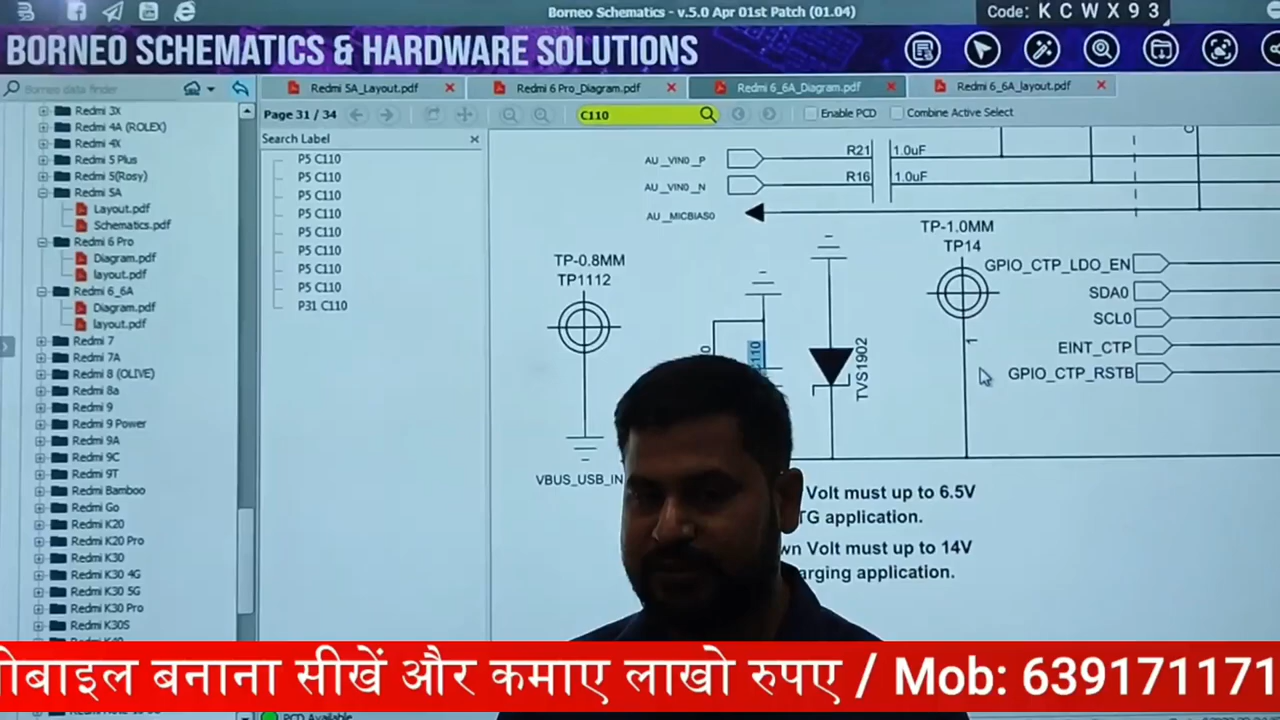 Borneo Schematics - v.5.0 Apr 01st Patch (01.04)
Code: K C W X 9 3
BORNEO SCHEMATICS & HARDWARE SOLUTIONS
Borneo data finder
Redmi 5A_Layout.pdf
Redmi 6 Pro_Diagram.pdf
Redmi 6_6A_Diagram.pdf
Redmi 6_6A_layout.pdf
Page 31 / 34
C110
Enable PCD
Combine Active Select
Redmi 3X
Redmi 4A (ROLEX)
Redmi 4X
Redmi 5 Plus
Redmi 5(Rosy)
Redmi 5A
Layout.pdf
Schematics.pdf
Redmi 6 Pro
Diagram.pdf
layout.pdf
Redmi 6_6A
Diagram.pdf
layout.pdf
Redmi 7
Redmi 7A
Redmi 8 (OLIVE)
Redmi 8a
Redmi 9
Redmi 9 Power
Redmi 9A
Redmi 9C
Redmi 9T
Redmi Bamboo
Redmi Go
Redmi K20
Redmi K20 Pro
Redmi K30
Redmi K30 4G
Redmi K30 5G
Redmi K30 Pro
Redmi K30S
Search Label
P5 C110
P5 C110
P5 C110
P5 C110
P5 C110
P5 C110
P5 C110
P5 C110
P31 C110
AU_VIN0_P
R21
1.0uF
AU_VIN0_N
R16
1.0uF
AU_MICBIAS0
TP-0.8MM
TP1112
VBUS_USB_IN
C110
TVS1902
TP-1.0MM
TP14
1
GPIO_CTP_LDO_EN
SDA0
SCL0
EINT_CTP
GPIO_CTP_RSTB
Volt must up to 6.5V
TG application.
wn Volt must up to 14V
arging application.
ोबाइल बनाना सीखें और कमाए लाखो रुपए / Mob: 639171171
PCD Available